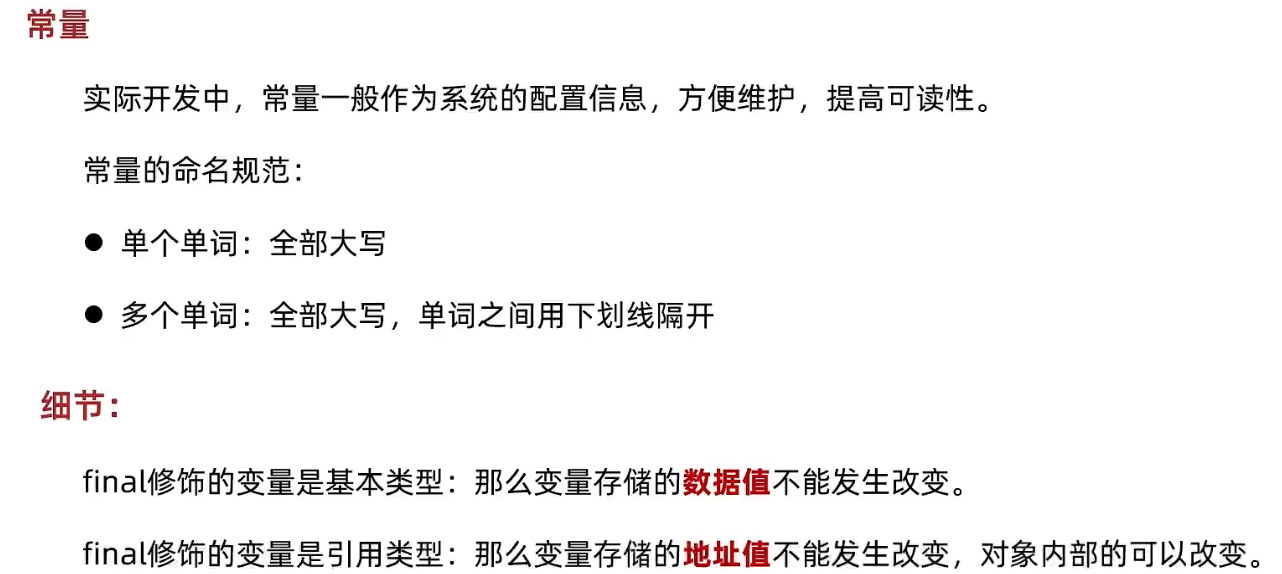 常量
实际开发中，常量一般作为系统的配置信息，方便维护，提高可读性。
常量的命名规范：
● 单个单词：全部大写
● 多个单词：全部大写，单词之间用下划线隔开
细节：
final修饰的变量是基本类型：那么变量存储的数据值不能发生改变。
final修饰的变量是引用类型：那么变量存储的地址值不能发生改变，对象内部的可以改变。